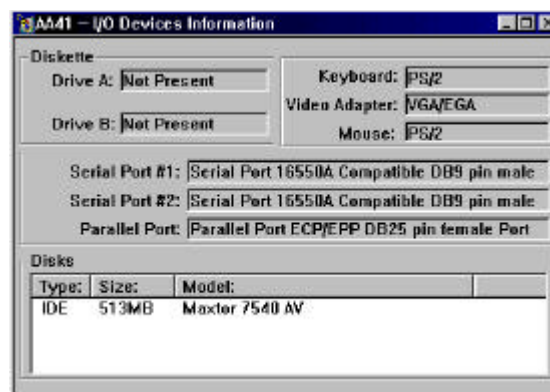 AA41 – I/O Devices Information
Diskette
Drive A: Not Present
Drive B: Not Present
Keyboard: PS/2
Video Adapter: VGA/EGA
Mouse: PS/2
Serial Port #1: Serial Port 16550A Compatible DB9 pin male
Serial Port #2: Serial Port 16550A Compatible DB9 pin male
Parallel Port: Parallel Port ECP/EPP DB25 pin female Port
Disks
Type: Size: Model:
IDE 513MB Maxtor 7540 AV